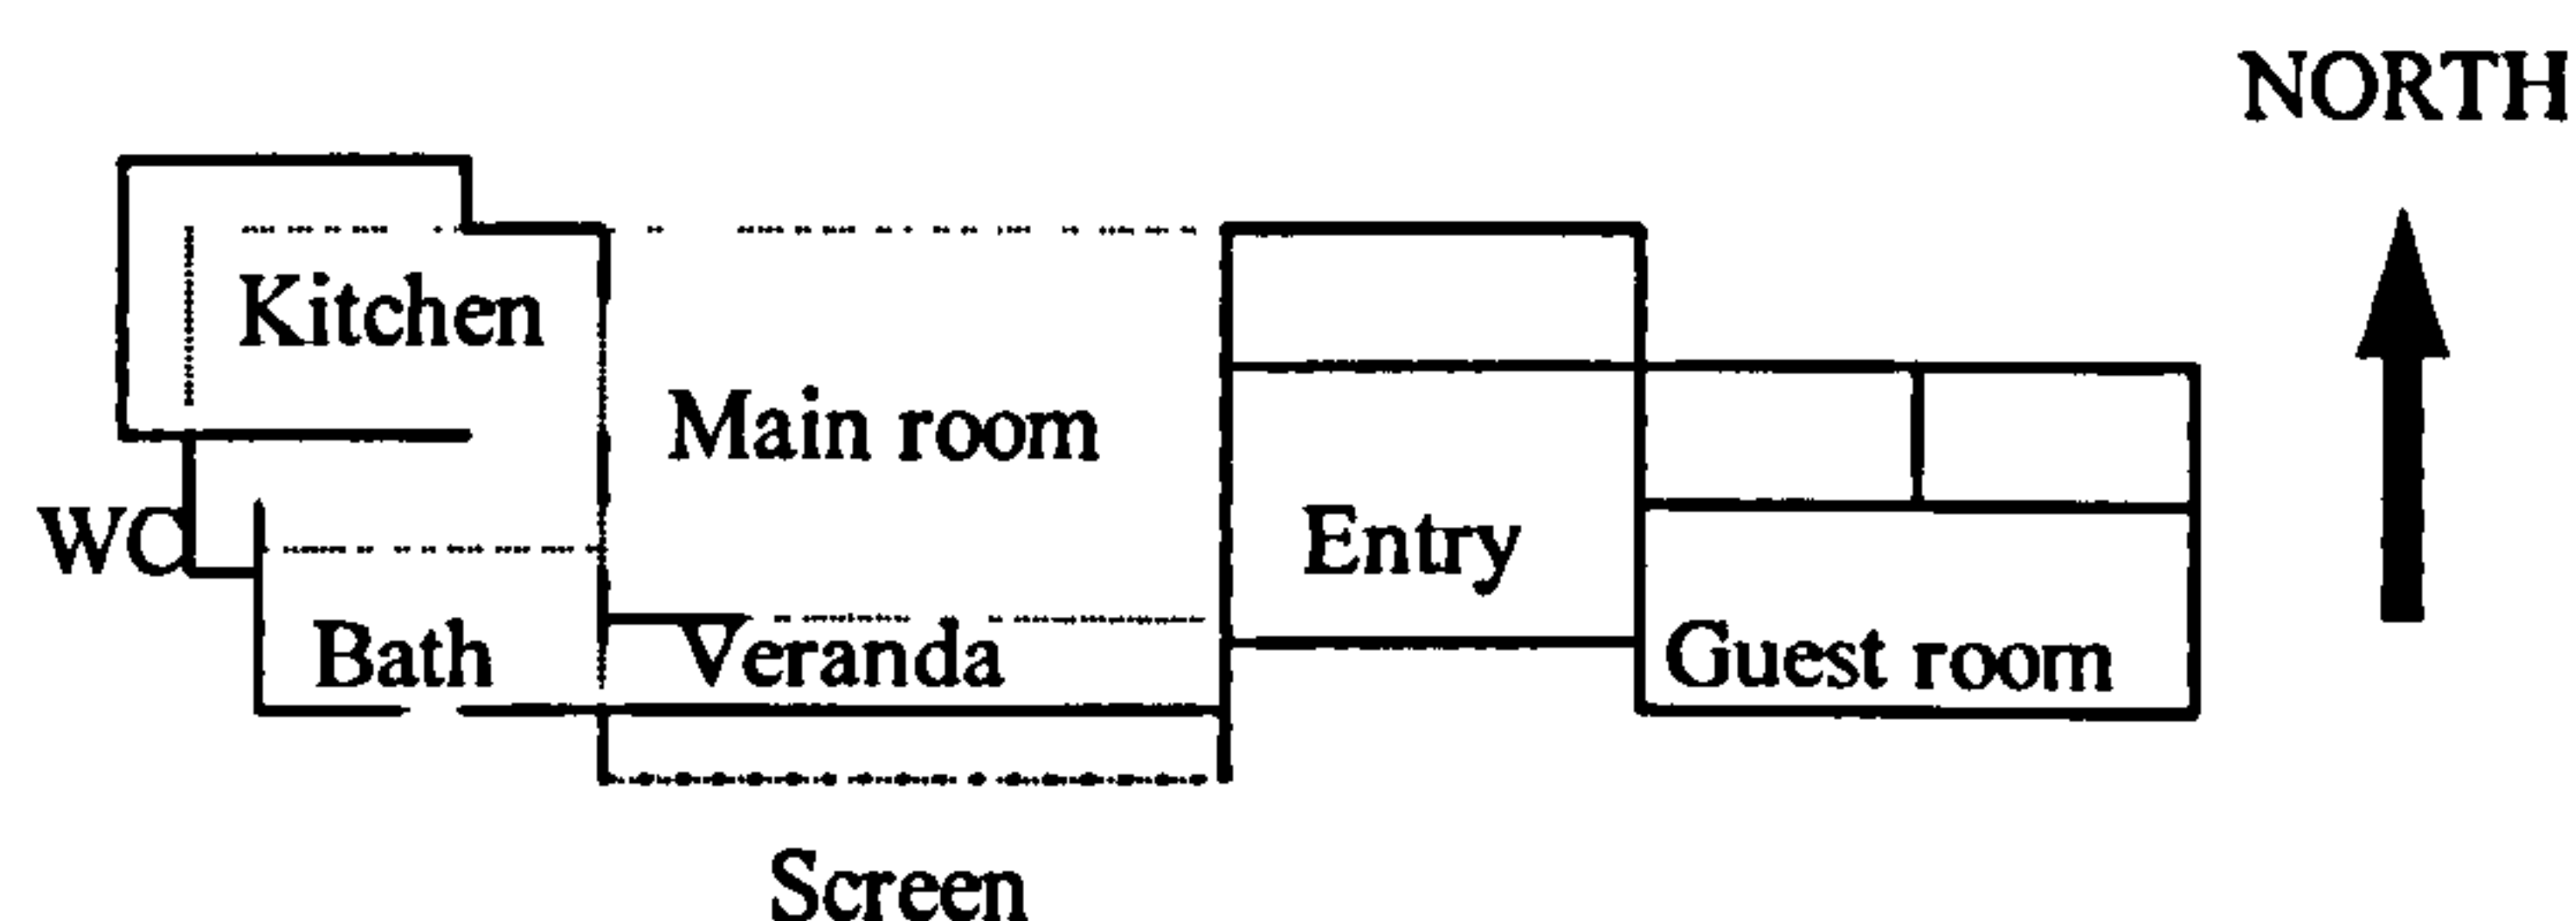 NORTH
Kitchen
Main room
WC
Entry
Bath
Veranda
Guest room
Screen